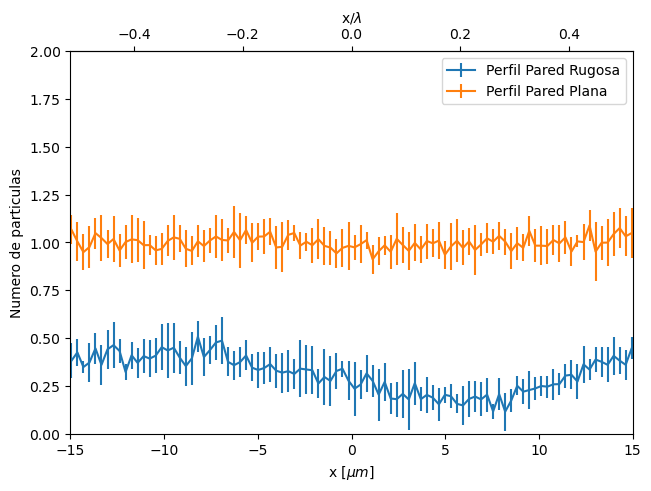 x/λ
−0.4 −0.2 0.0 0.2 0.4
2.00
1.75
1.50
1.25
1.00
0.75
0.50
0.25
0.00
Numero de particulas
Perfil Pared Rugosa
Perfil Pared Plana
−15 −10 −5 0 5 10 15
x [μm]